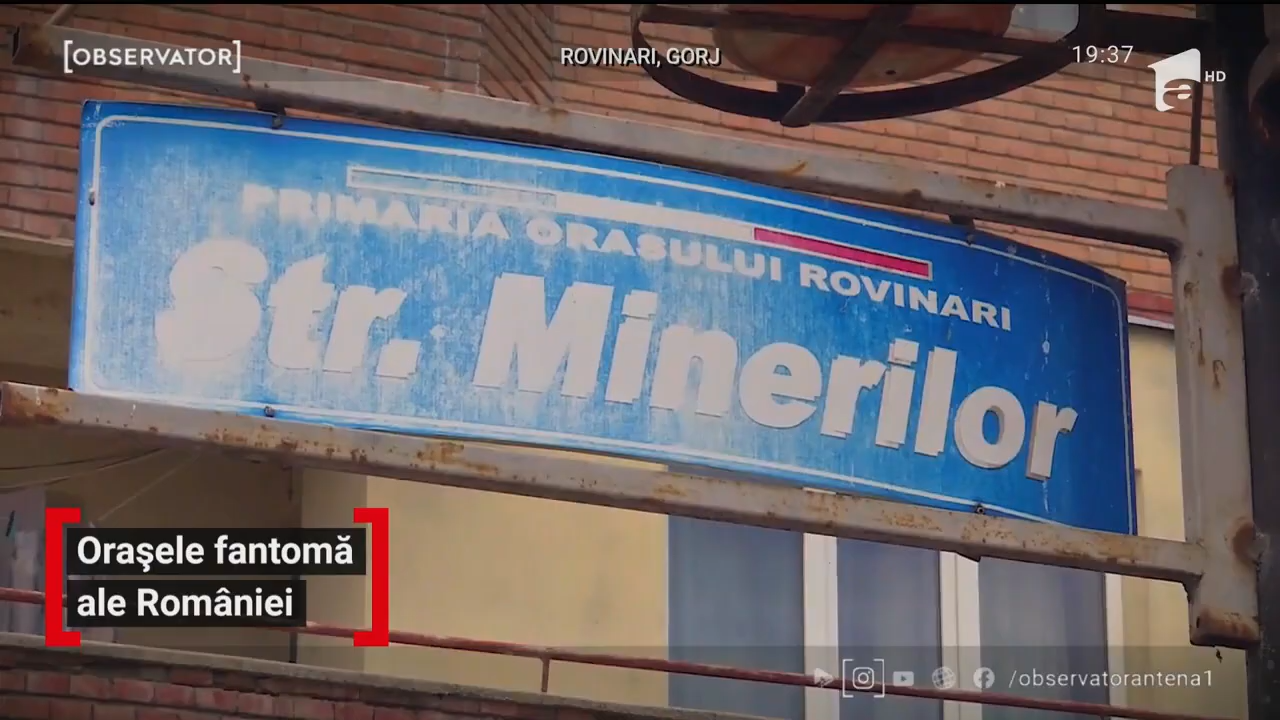 [OBSERVATOR]
ROVINARI, GORJ
19:37
a HD
PRIMARIA ORASULUI ROVINARI
Str. Minerilor
Oraşele fantomă
ale României
/observatorantena1